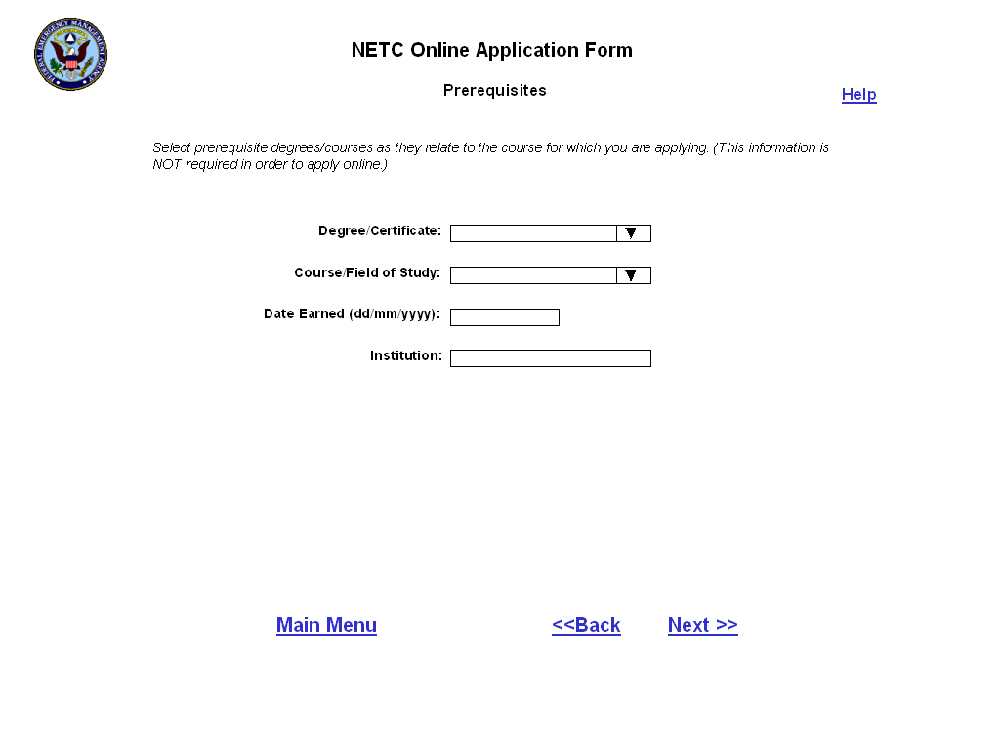 FEDERAL EMERGENCY MANAGEMENT AGENCY
NETC Online Application Form
Prerequisites
Help
Select prerequisite degrees/courses as they relate to the course for which you are applying. (This information is
NOT required in order to apply online.)
Degree/Certificate:
Course/Field of Study:
Date Earned (dd/mm/yyyy):
Institution:
Main Menu
<<Back
Next >>